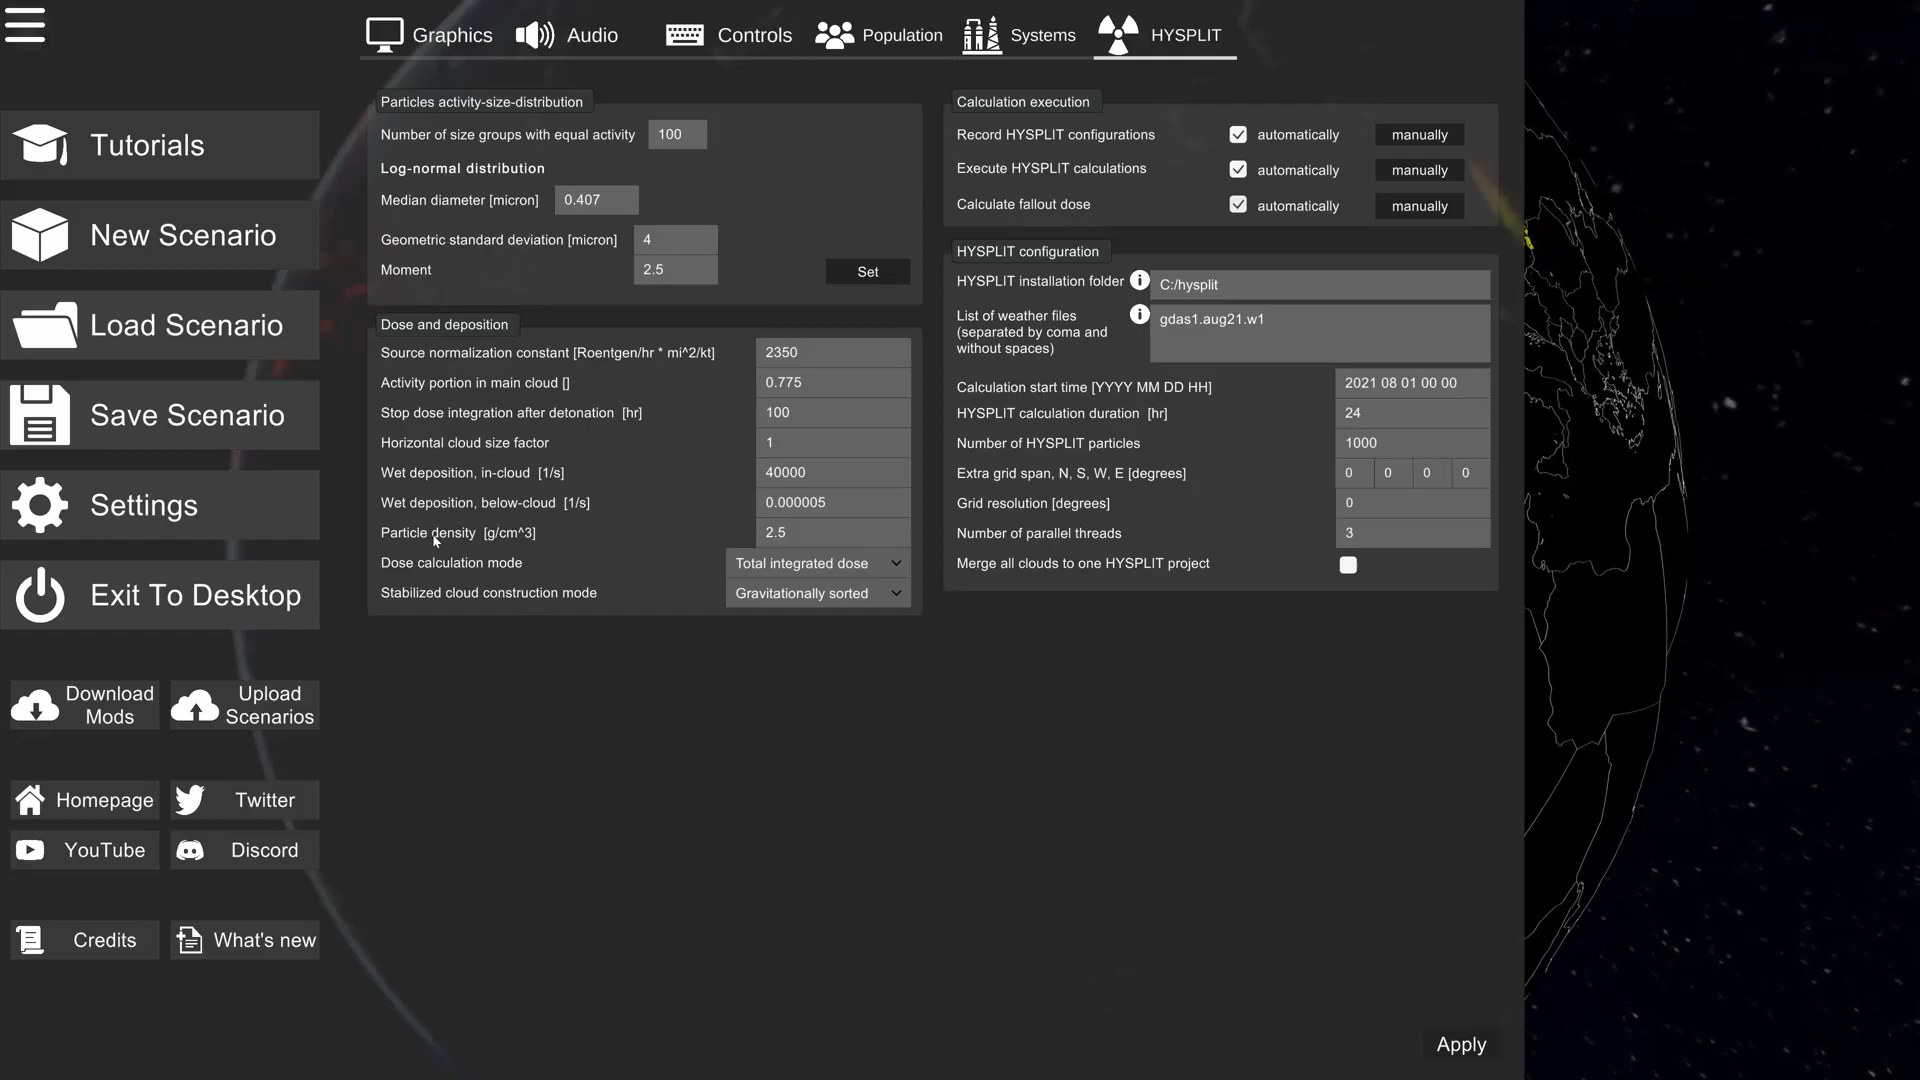 Graphics
Audio
Controls
Population
Systems
HYSPLIT
Tutorials
New Scenario
Load Scenario
Save Scenario
Settings
Exit To Desktop
Download Mods
Upload Scenarios
Homepage
Twitter
YouTube
Discord
Credits
What's new
Particles activity-size-distribution
Number of size groups with equal activity 100
Log-normal distribution
Median diameter [micron] 0.407
Geometric standard deviation [micron] 4
Moment 2.5
Set
Dose and deposition
Source normalization constant [Roentgen/hr * mi^2/kt] 2350
Activity portion in main cloud [] 0.775
Stop dose integration after detonation [hr] 100
Horizontal cloud size factor 1
Wet deposition, in-cloud [1/s] 40000
Wet deposition, below-cloud [1/s] 0.000005
Particle density [g/cm^3] 2.5
Dose calculation mode Total integrated dose
Stabilized cloud construction mode Gravitationally sorted
Calculation execution
Record HYSPLIT configurations automatically manually
Execute HYSPLIT calculations automatically manually
Calculate fallout dose automatically manually
HYSPLIT configuration
HYSPLIT installation folder C:/hysplit
List of weather files gdas1.aug21.w1
(separated by coma and
without spaces)
Calculation start time [YYYY MM DD HH] 2021 08 01 00 00
HYSPLIT calculation duration [hr] 24
Number of HYSPLIT particles 1000
Extra grid span, N, S, W, E [degrees] 0 0 0 0
Grid resolution [degrees] 0
Number of parallel threads 3
Merge all clouds to one HYSPLIT project
Apply